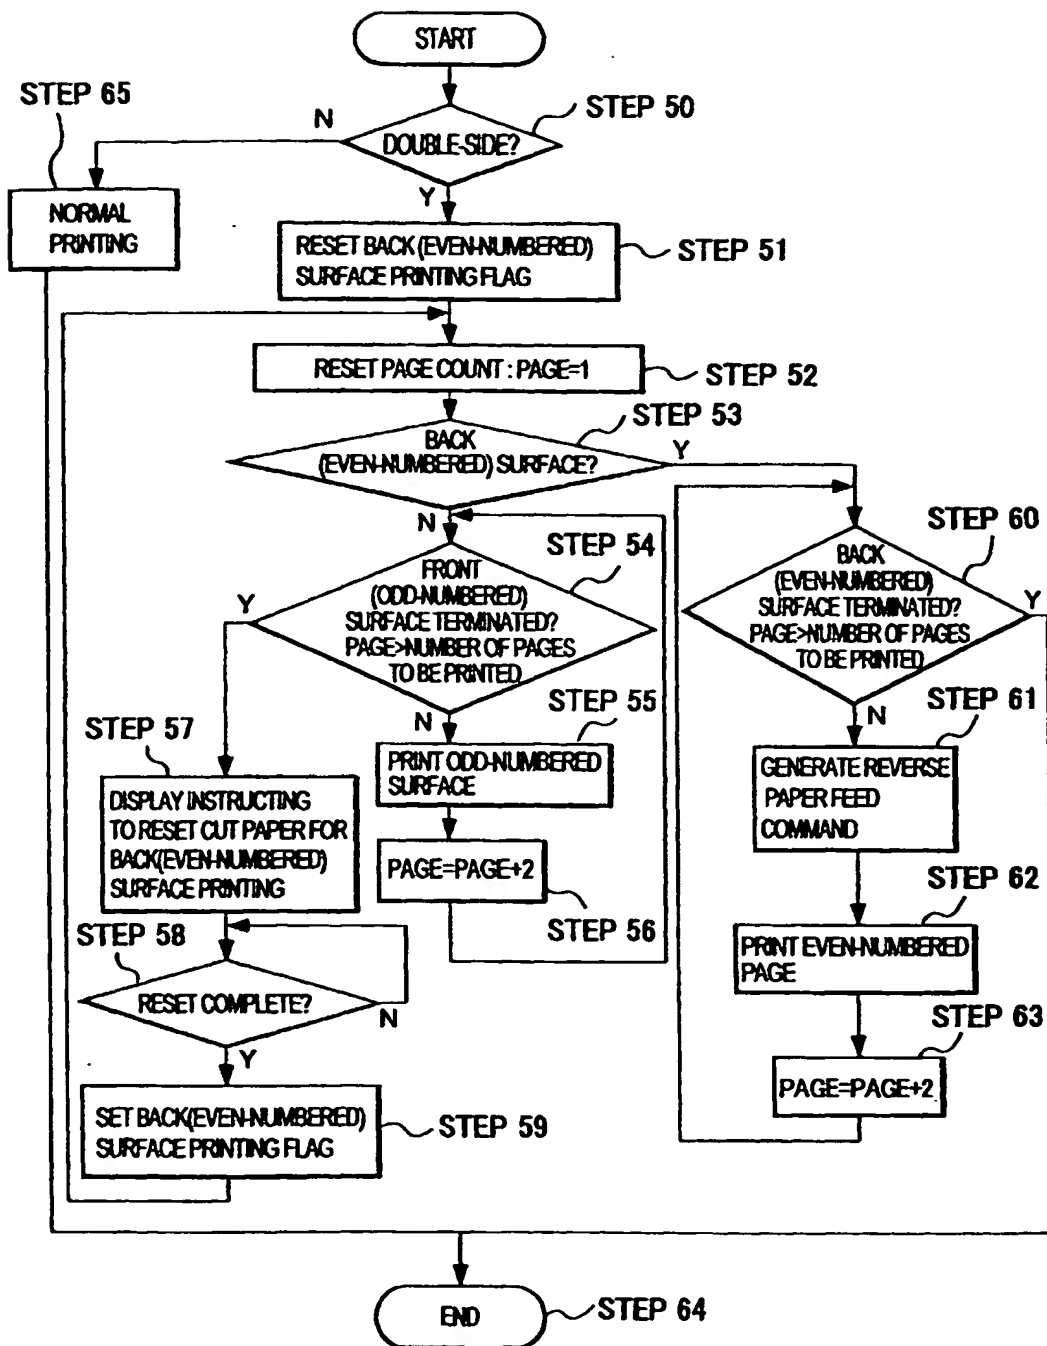 START
STEP 65
STEP 50
N
DOUBLE-SIDE?
Y
NORMAL
PRINTING
RESET BACK (EVEN-NUMBERED)
SURFACE PRINTING FLAG
STEP 51
RESET PAGE COUNT : PAGE=1
STEP 52
STEP 53
BACK
(EVEN-NUMBERED) SURFACE?
Y
N
STEP 54
FRONT
(ODD-NUMBERED)
SURFACE TERMINATED?
PAGE>NUMBER OF PAGES
TO BE PRINTED
Y
N
STEP 60
BACK
(EVEN-NUMBERED)
SURFACE TERMINATED?
PAGE>NUMBER OF PAGES
TO BE PRINTED
Y
N
STEP 55
PRINT ODD-NUMBERED
SURFACE
PAGE=PAGE+2
STEP 56
STEP 57
DISPLAY INSTRUCTING
TO RESET CUT PAPER FOR
BACK(EVEN-NUMBERED)
SURFACE PRINTING
STEP 58
RESET COMPLETE?
N
Y
SET BACK(EVEN-NUMBERED)
SURFACE PRINTING FLAG
STEP 59
STEP 61
GENERATE REVERSE
PAPER FEED
COMMAND
STEP 62
PRINT EVEN-NUMBERED
PAGE
STEP 63
PAGE=PAGE+2
END
STEP 64